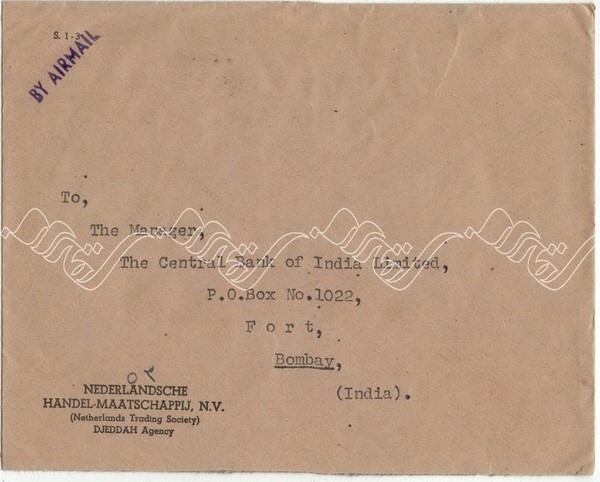 S. 1-3
BY AIRMAIL
To,
The Manager,
The Central Bank of India Limited,
P.O.Box No.1022,
F o r t,
Bombay,
(India).
NEDERLANDSCHE
HANDEL-MAATSCHAPPIJ, N.V.
(Netherlands Trading Society)
DJEDDAH Agency